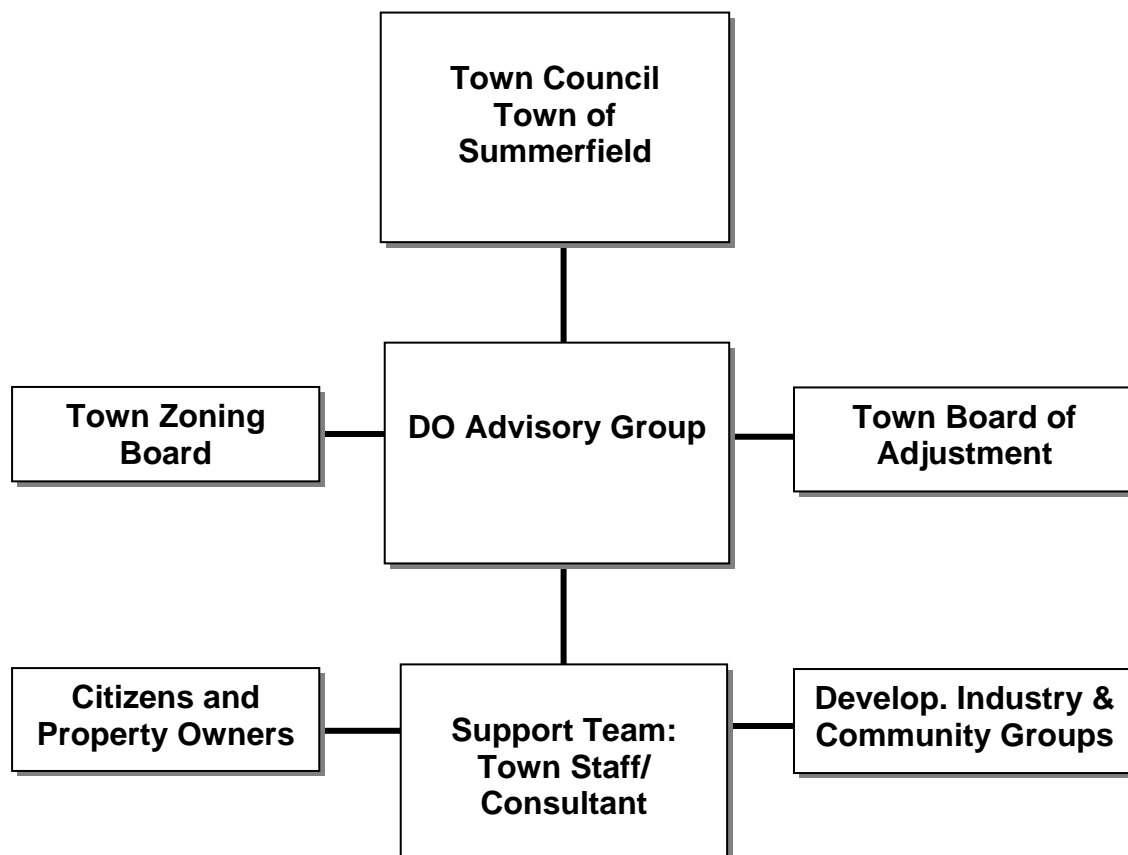 Town Council
Town of
Summerfield
Town Zoning
Board
DO Advisory Group
Town Board of
Adjustment
Citizens and
Property Owners
Support Team:
Town Staff/
Consultant
Develop. Industry &
Community Groups